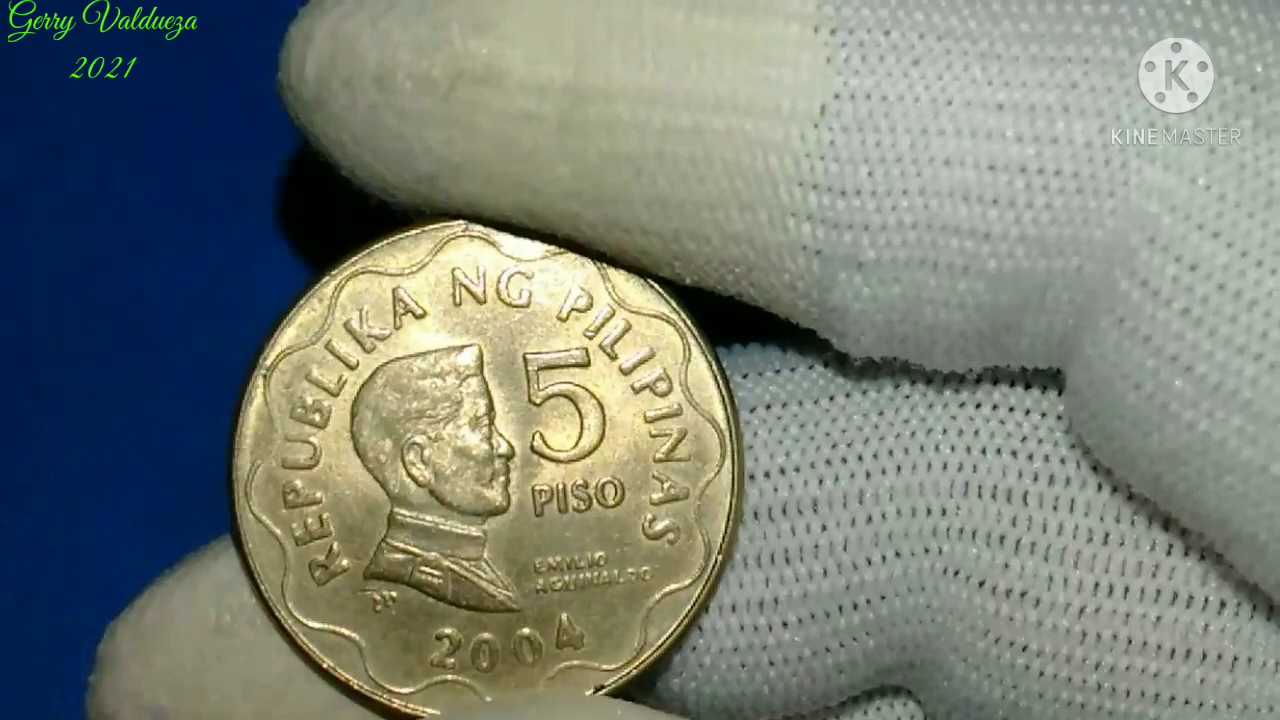 Gerry Valdueza
2021
K
KINEMASTER
REPUBLIKA NG PILIPINAS
5
PISO
EMILIO
AGUINALDO
2004